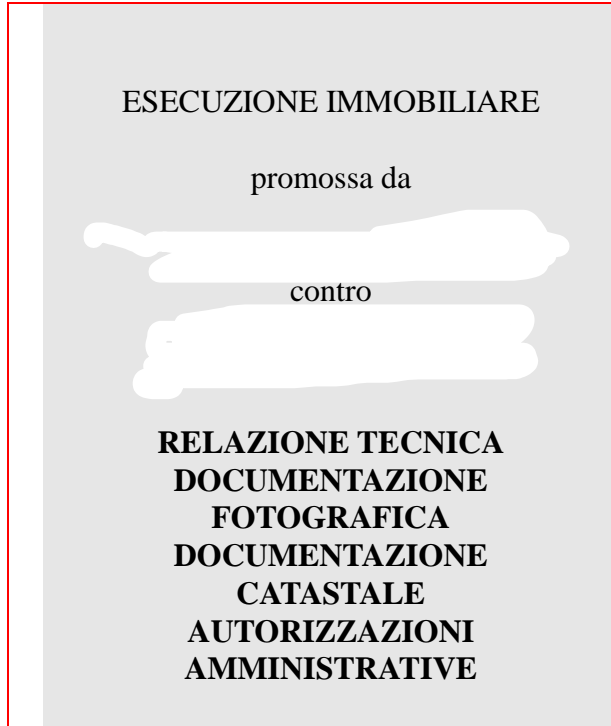 ESECUZIONE IMMOBILIARE
promossa da
contro
RELAZIONE TECNICA
DOCUMENTAZIONE
FOTOGRAFICA
DOCUMENTAZIONE
CATASTALE
AUTORIZZAZIONI
AMMINISTRATIVE